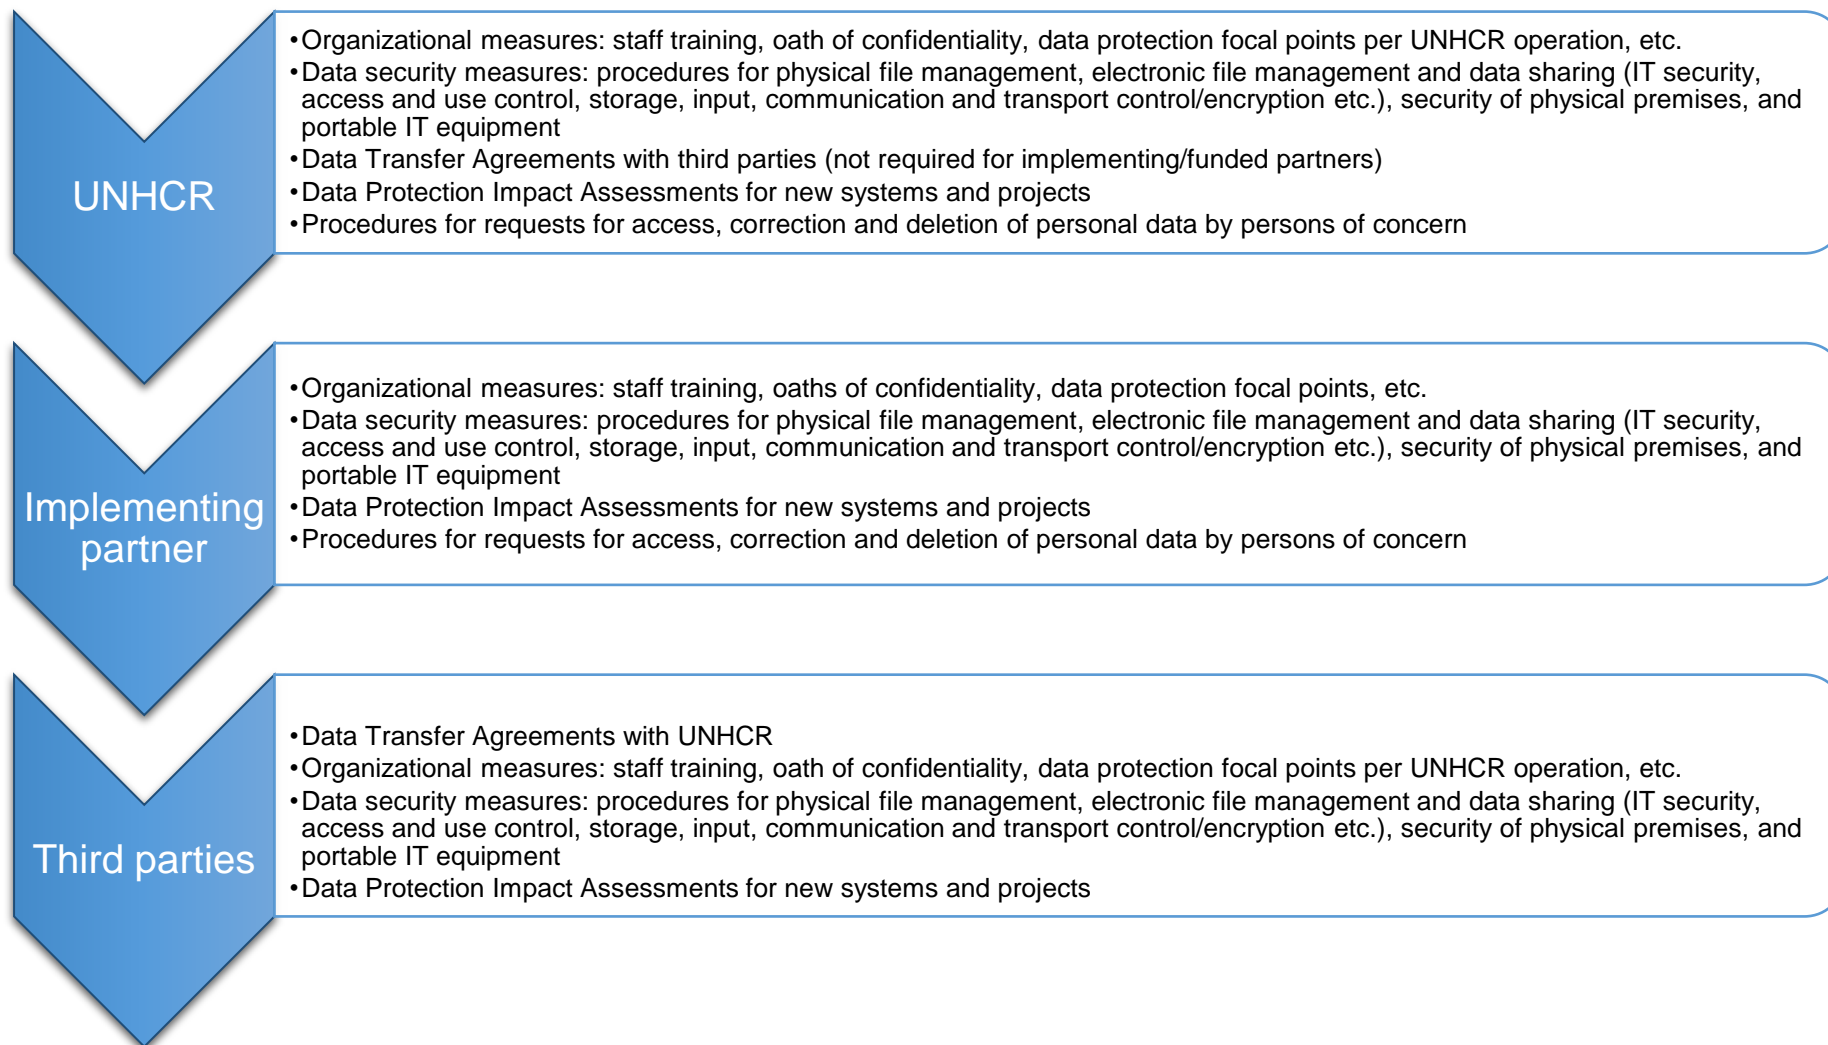 UNHCR
•Organizational measures: staff training, oath of confidentiality, data protection focal points per UNHCR operation, etc.
•Data security measures: procedures for physical file management, electronic file management and data sharing (IT security,
access and use control, storage, input, communication and transport control/encryption etc.), security of physical premises, and
portable IT equipment
•Data Transfer Agreements with third parties (not required for implementing/funded partners)
•Data Protection Impact Assessments for new systems and projects
•Procedures for requests for access, correction and deletion of personal data by persons of concern
Implementing
partner
•Organizational measures: staff training, oaths of confidentiality, data protection focal points, etc.
•Data security measures: procedures for physical file management, electronic file management and data sharing (IT security,
access and use control, storage, input, communication and transport control/encryption etc.), security of physical premises, and
portable IT equipment
•Data Protection Impact Assessments for new systems and projects
•Procedures for requests for access, correction and deletion of personal data by persons of concern
Third parties
•Data Transfer Agreements with UNHCR
•Organizational measures: staff training, oath of confidentiality, data protection focal points per UNHCR operation, etc.
•Data security measures: procedures for physical file management, electronic file management and data sharing (IT security,
access and use control, storage, input, communication and transport control/encryption etc.), security of physical premises, and
portable IT equipment
•Data Protection Impact Assessments for new systems and projects